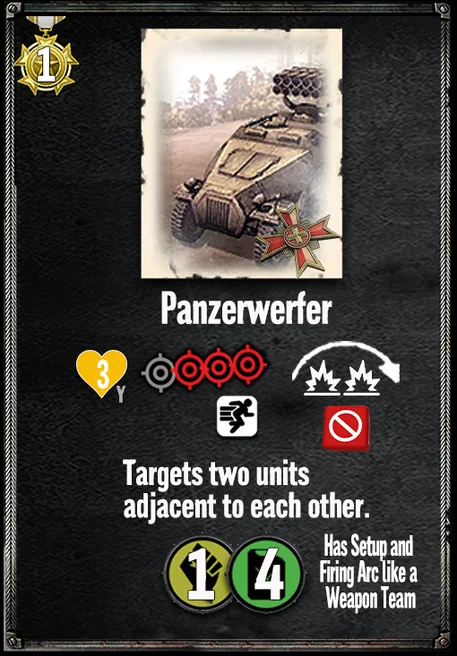 1
Panzerwerfer
3
Y
Targets two units
adjacent to each other.
1 4
Has Setup and
Firing Arc like a
Weapon Team